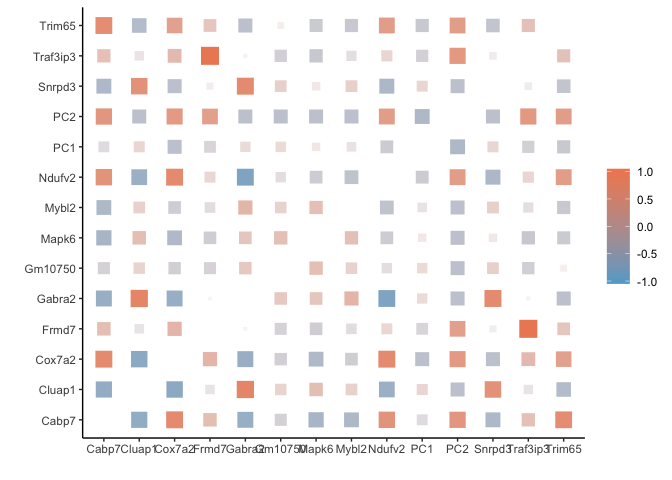 Trim65
Traf3ip3
Snrpd3
PC2
PC1
Ndufv2
Mybl2
Mapk6
Gm10750
Gabra2
Frmd7
Cox7a2
Cluap1
Cabp7
Cabp7 Cluap1 Cox7a2 Frmd7 Gabra2 Gm10750 Mapk6 Mybl2 Ndufv2 PC1 PC2 Snrpd3 Traf3ip3 Trim65
1.0
0.5
0.0
-0.5
-1.0